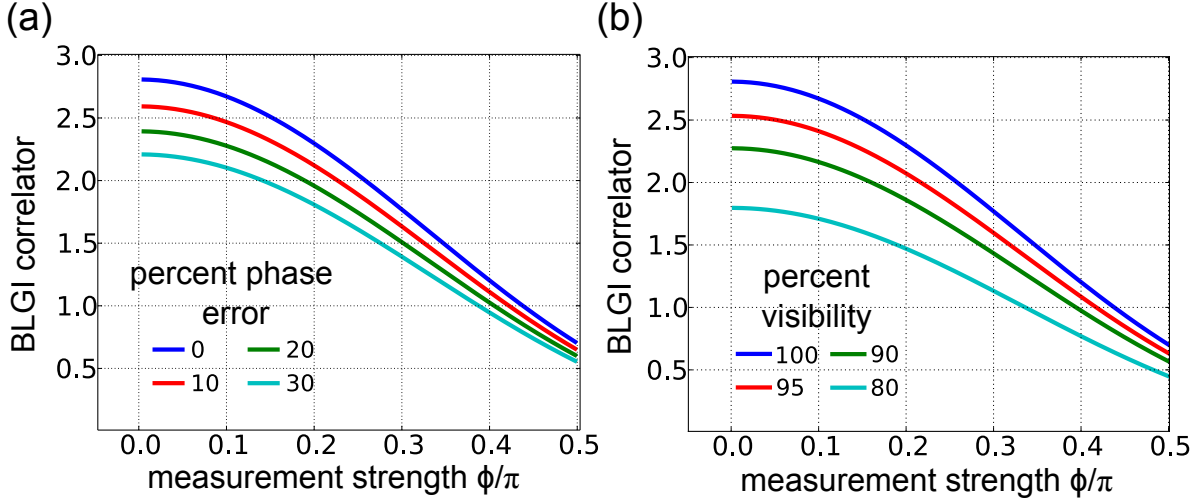 (a)
BLGI correlator
3.0
2.5
2.0
1.5
1.0
0.5
percent phase
error
0 20
10 30
0.0 0.1 0.2 0.3 0.4 0.5
measurement strength ϕ/π
(b)
BLGI correlator
3.0
2.5
2.0
1.5
1.0
0.5
percent
visibility
100 90
95 80
0.0 0.1 0.2 0.3 0.4 0.5
measurement strength ϕ/π